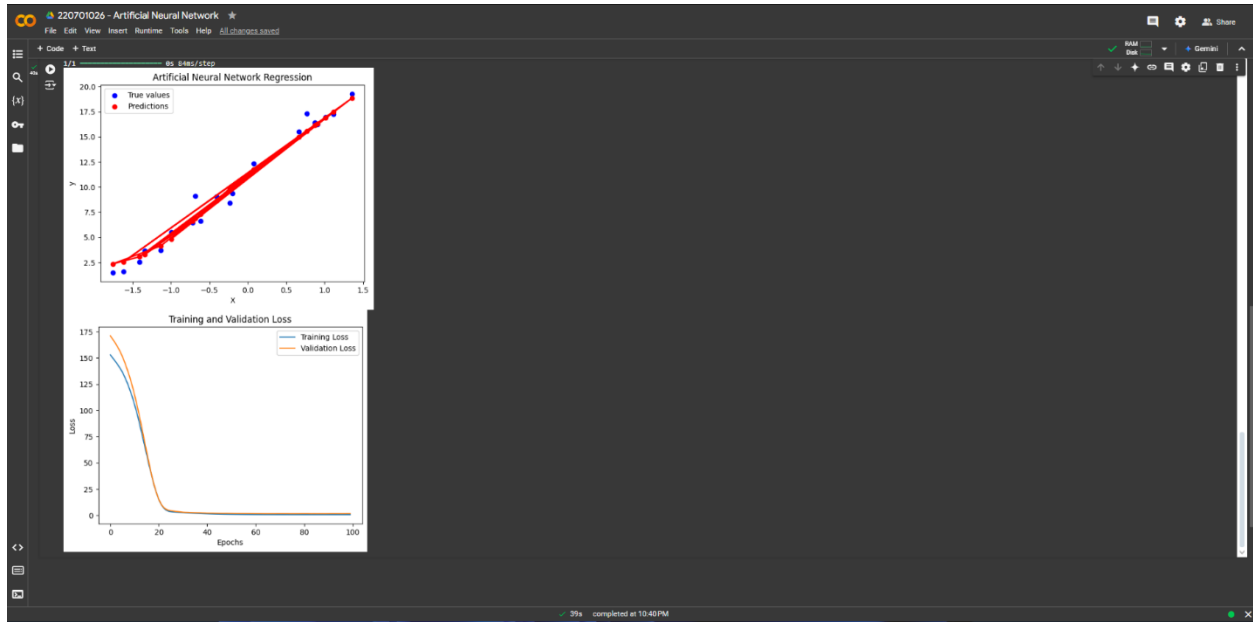 220701026 - Artificial Neural Network
File Edit View Insert Runtime Tools Help All changes saved
Share
+ Code + Text
RAM
Disk
Gemini
43s
1/1 0s 84ms/step
{x}
Artificial Neural Network Regression
True values
Predictions
20.0
17.5
15.0
12.5
10.0
7.5
5.0
2.5
y
−1.5 −1.0 −0.5 0.0 0.5 1.0 1.5
X
Training and Validation Loss
Training Loss
Validation Loss
175
150
125
100
75
50
25
0
Loss
0 20 40 60 80 100
Epochs
39s completed at 10:40 PM